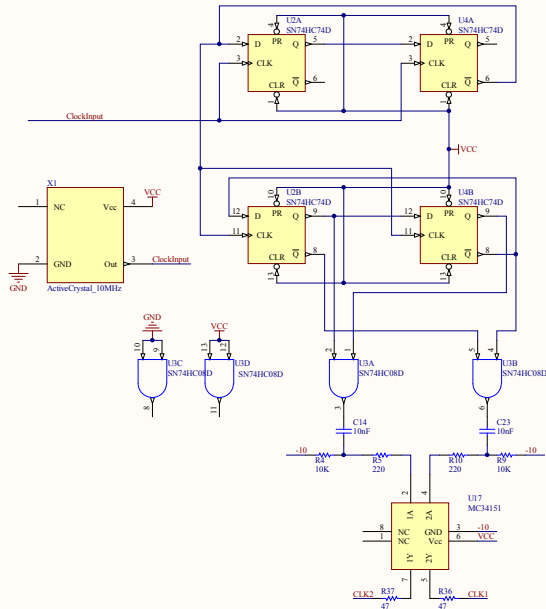 U2A
SN74HC74D
U4A
SN74HC74D
4
PR
4
PR
2
D
Q
5
2
D
Q
5
3
CLK
3
CLK
Q
6
Q
6
CLR
CLR
1
1
ClockInput
VCC
X1
1
NC
Vcc
4
VCC
2
GND
Out
3
ClockInput
GND
ActiveCrystal_10MHz
U2B
SN74HC74D
U4B
SN74HC74D
10
PR
10
PR
12
D
Q
9
12
D
Q
9
11
CLK
11
CLK
Q
8
Q
8
CLR
CLR
13
13
GND
VCC
10
9
U3C
SN74HC08D
8
13
12
U3D
SN74HC08D
11
2
1
U3A
SN74HC08D
3
5
4
U3B
SN74HC08D
6
C14
10nF
C23
10nF
-10
R4
10K
R5
220
R10
220
R9
10K
-10
2
4
U17
MC34151
1A
2A
8
NC
GND
3
-10
1
NC
Vcc
6
VCC
1Y
2Y
7
5
CLK2
R37
47
R36
47
CLK1